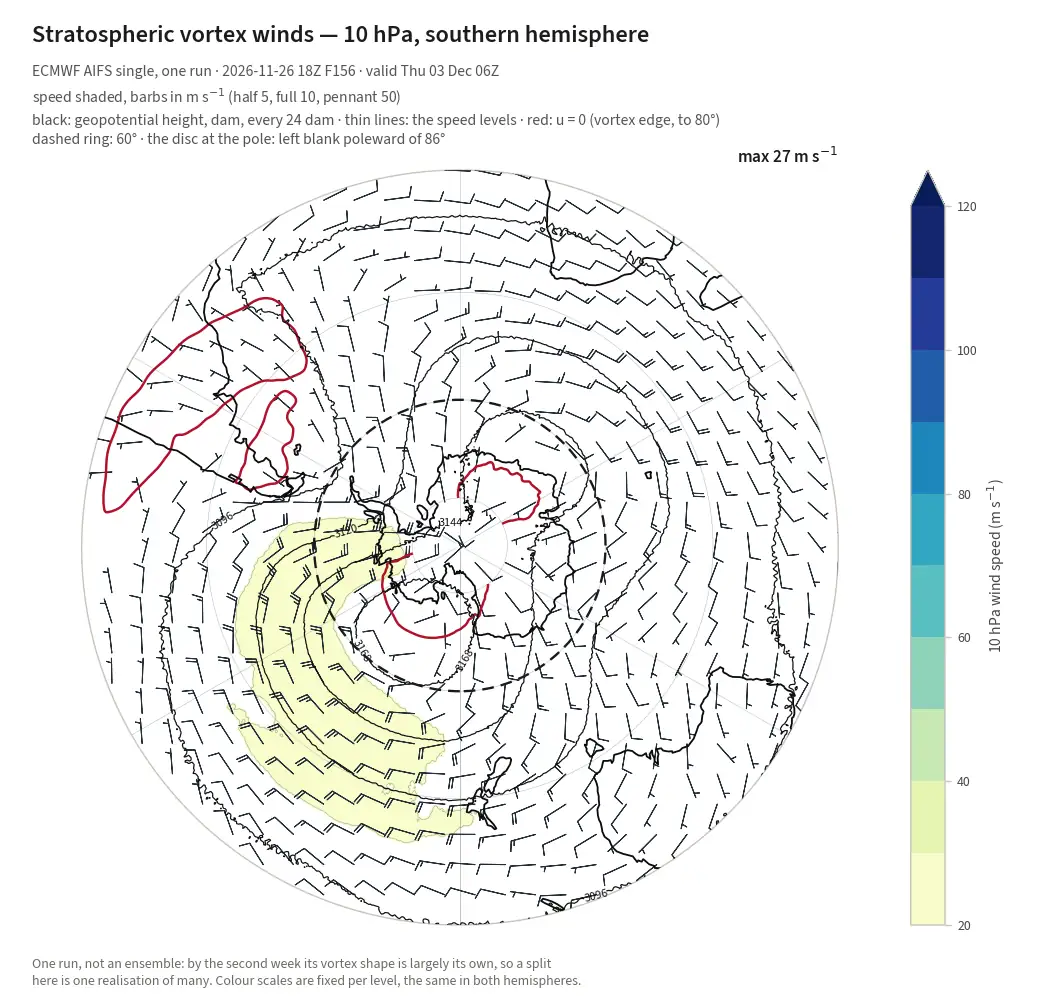 Stratospheric vortex winds — 10 hPa, southern hemisphere
ECMWF AIFS single, one run · 2026-11-26 18Z F156 · valid Thu 03 Dec 06Z
speed shaded, barbs in m s⁻¹ (half 5, full 10, pennant 50)
black: geopotential height, dam, every 24 dam · thin lines: the speed levels · red: u = 0 (vortex edge, to 80°)
dashed ring: 60° · the disc at the pole: left blank poleward of 86°
max 27 m s⁻¹
120
100
80
60
40
20
10 hPa wind speed (m s⁻¹)
3096
3120
3144
3168
3168
3096
One run, not an ensemble: by the second week its vortex shape is largely its own, so a split
here is one realisation of many. Colour scales are fixed per level, the same in both hemispheres.